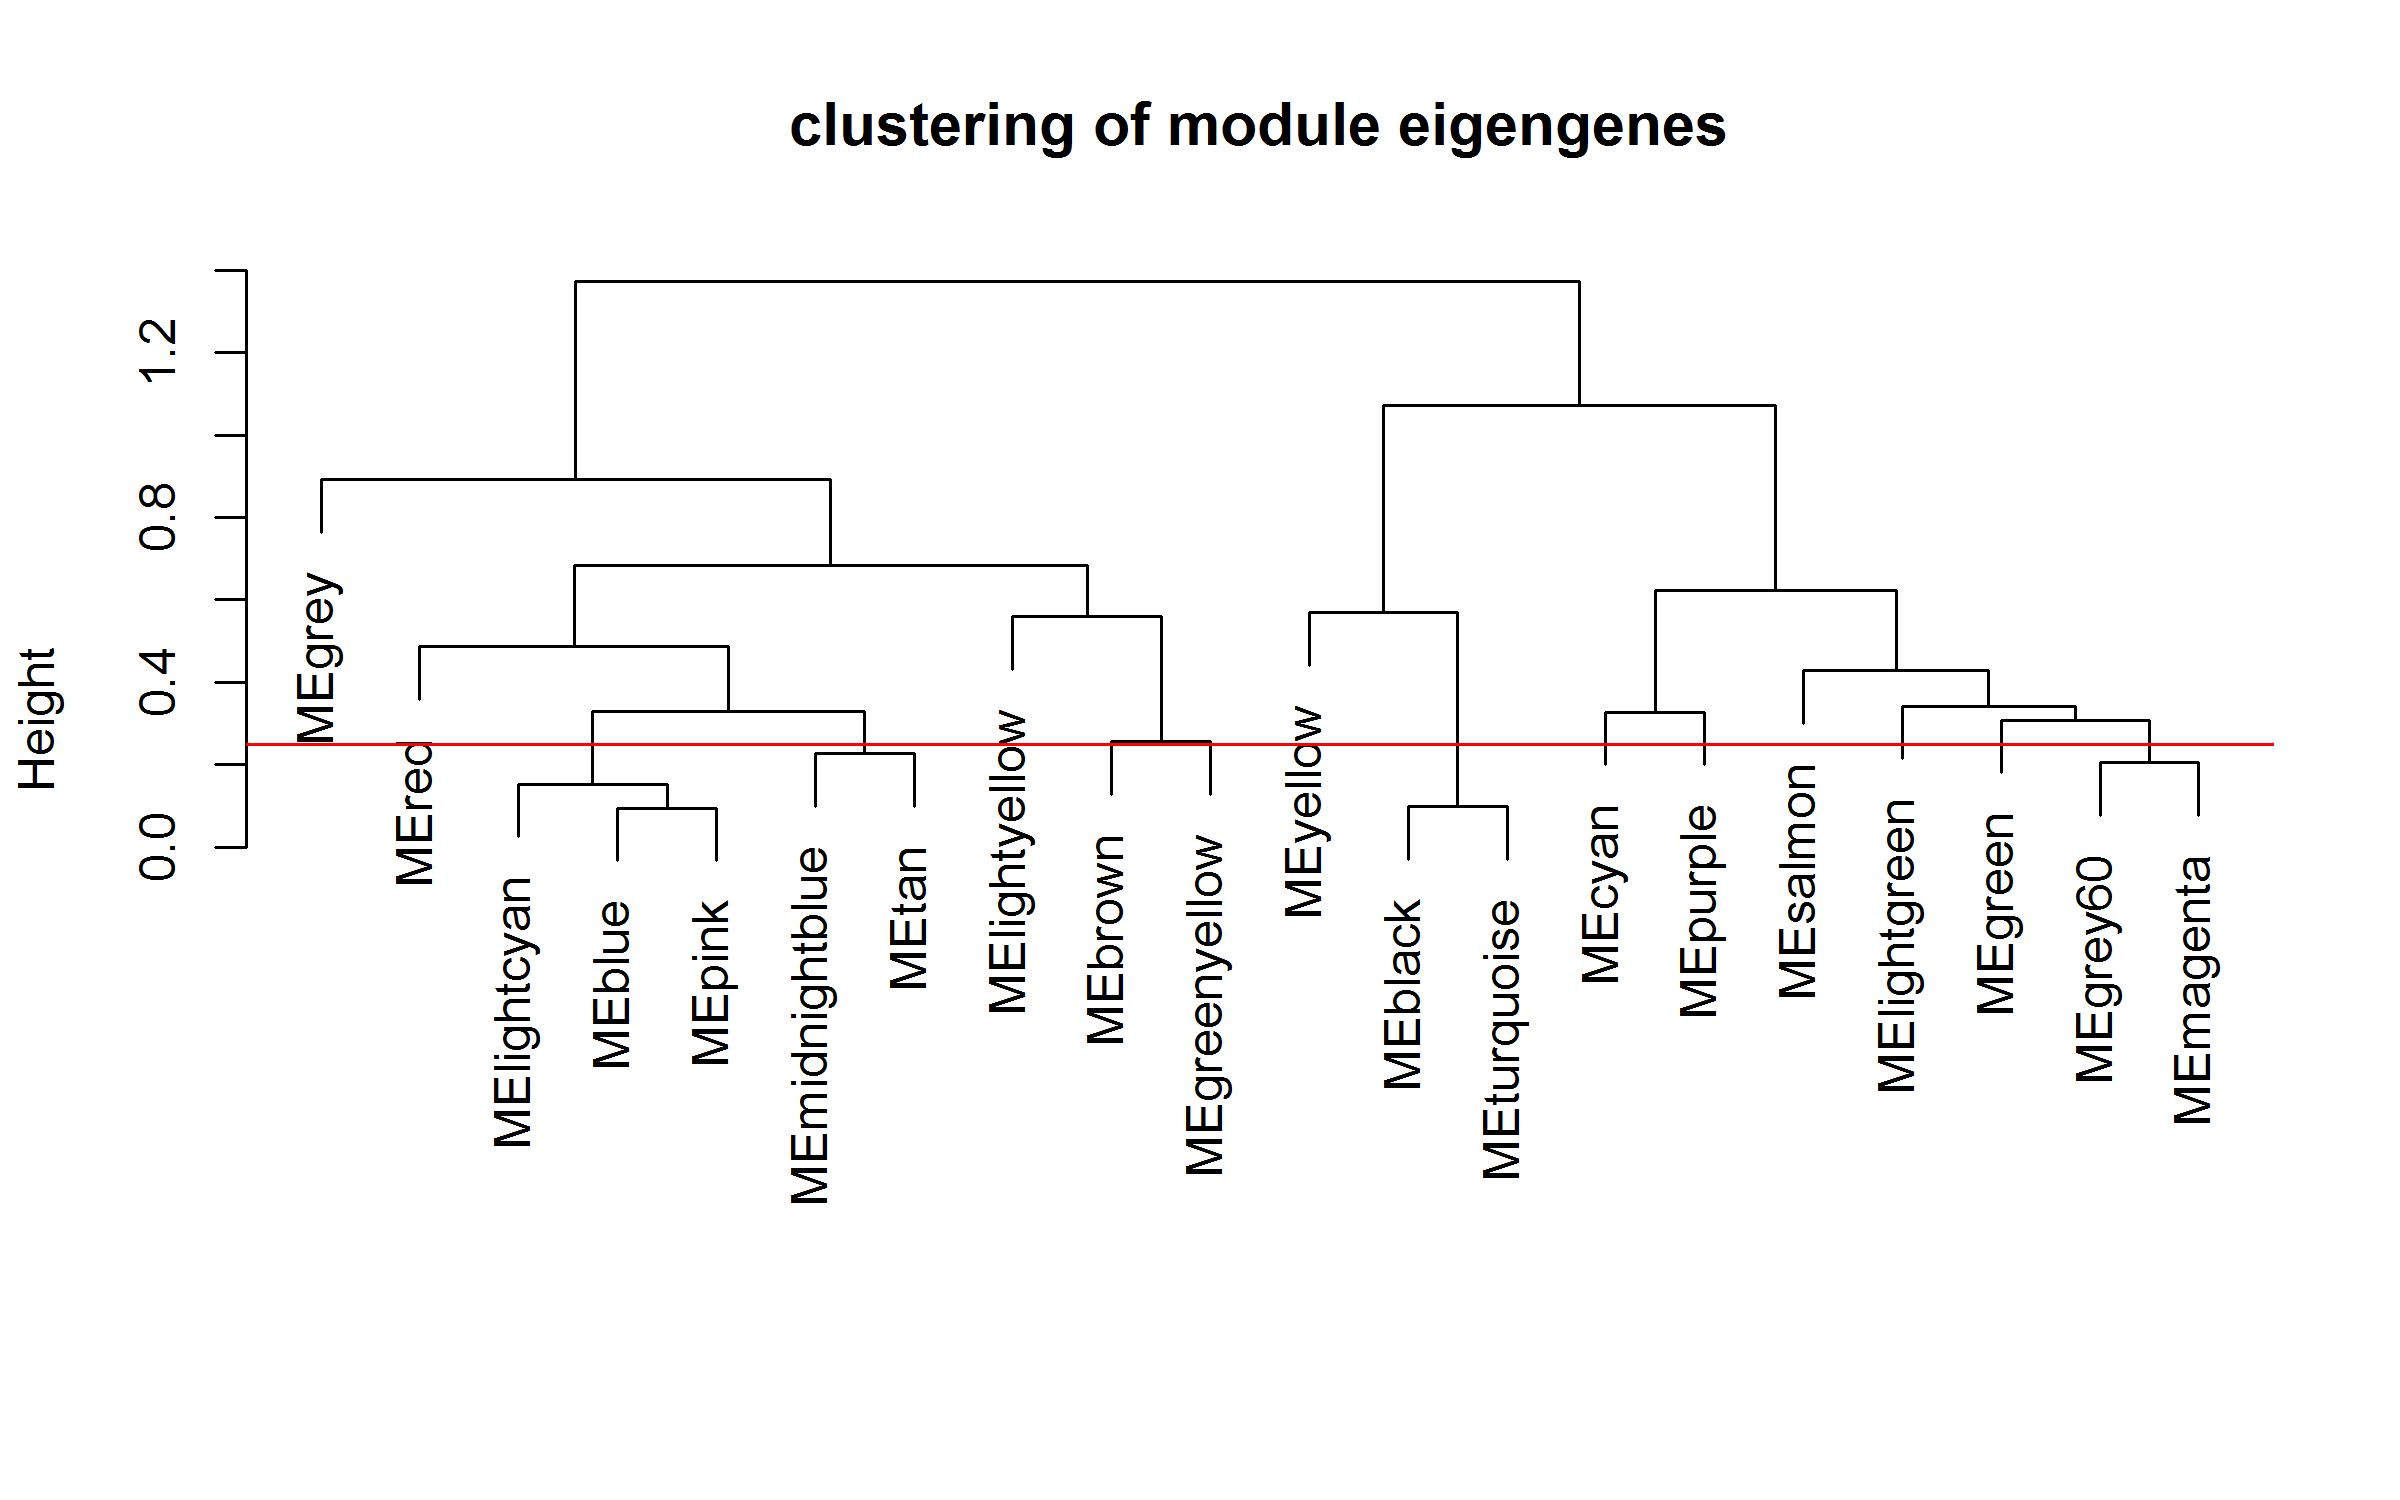 clustering of module eigengenes
Height
1.2
0.8
0.4
0.0
MEgrey
MEred
MElightcyan
MEblue
MEpink
MEmidnightblue
MEtan
MElightyellow
MEbrown
MEgreenyellow
MEyellow
MEblack
MEturquoise
MEcyan
MEpurple
MEsalmon
MElightgreen
MEgreen
MEgrey60
MEmagenta